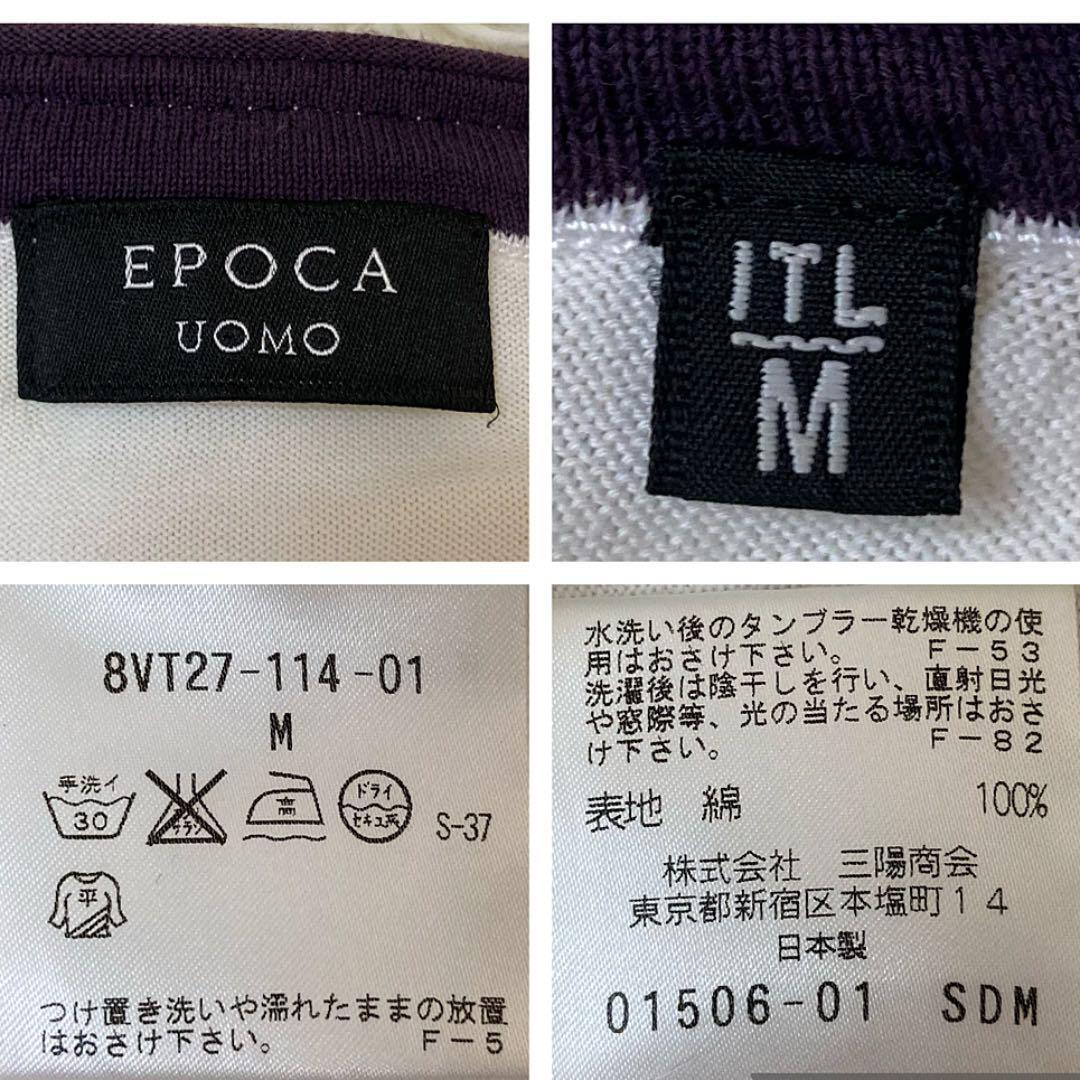 EPOCA
UOMO
ITL
M
8VT27-114-01
M
手洗イ
30
高
ドライ
セキユ系
S-37
平
つけ置き洗いや濡れたままの放置
はおさけ下さい。 F-5
水洗い後のタンブラー乾燥機の使
用はおさけ下さい。 F-53
洗濯後は陰干しを行い、直射日光
や窓際等、光の当たる場所はおさ
け下さい。 F-82
表地 綿 100%
株式会社 三陽商会
東京都新宿区本塩町14
日本製
01506-01 SDM